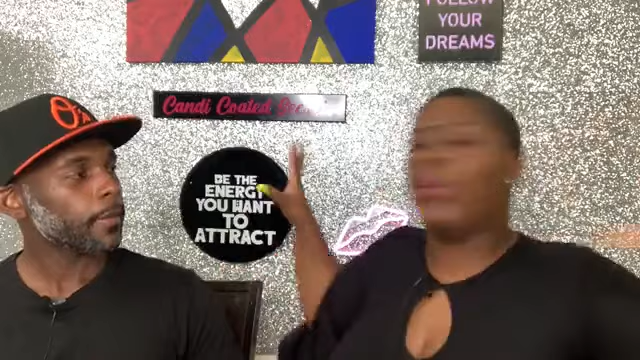 FOLLOW
YOUR
DREAMS
Candi Coated
BE THE
ENERGY
YOU WANT
TO
ATTRACT